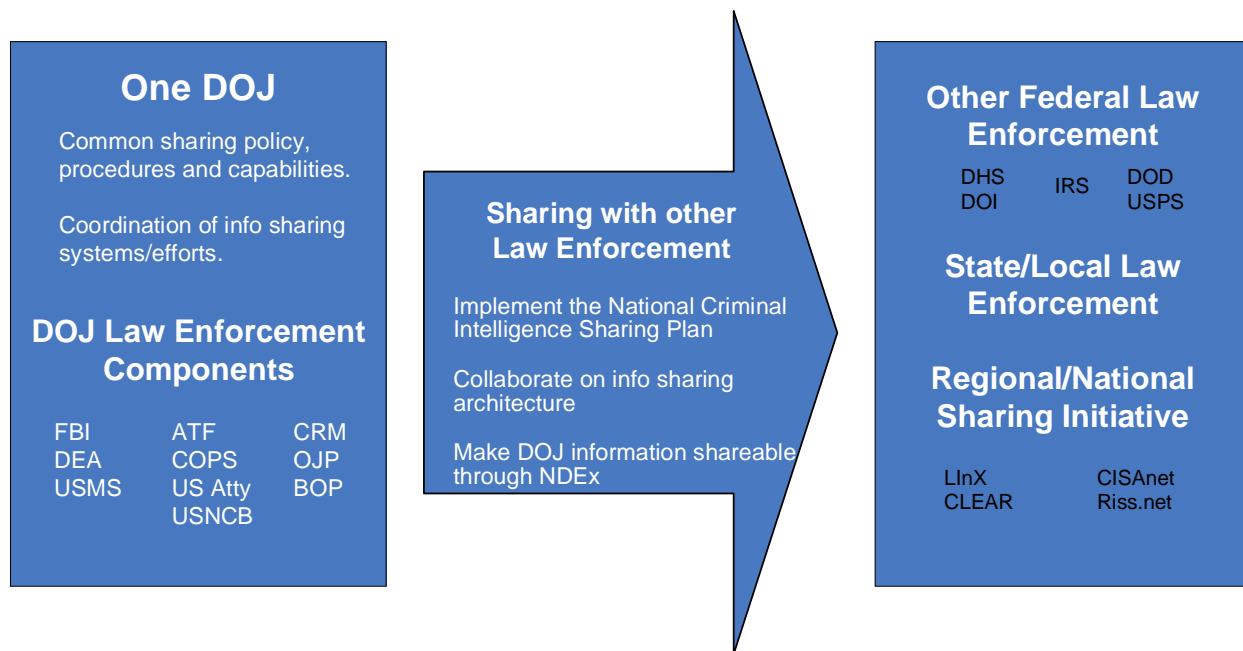 One DOJ
Common sharing policy,
procedures and capabilities.
Coordination of info sharing
systems/efforts.
DOJ Law Enforcement
Components
FBI ATF CRM
DEA COPS OJP
USMS US Atty BOP
USNCB
Sharing with other
Law Enforcement
Implement the National Criminal
Intelligence Sharing Plan
Collaborate on info sharing
architecture
Make DOJ information shareable
through NDEx
Other Federal Law
Enforcement
DHS IRS DOD
DOI USPS
State/Local Law
Enforcement
Regional/National
Sharing Initiative
LInX CISAnet
CLEAR Riss.net